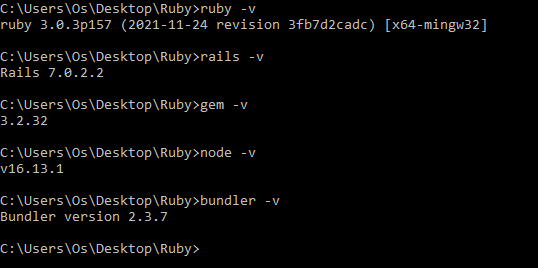 C:\Users\Os\Desktop\Ruby>ruby -v
ruby 3.0.3p157 (2021-11-24 revision 3fb7d2cadc) [x64-mingw32]
C:\Users\Os\Desktop\Ruby>rails -v
Rails 7.0.2.2
C:\Users\Os\Desktop\Ruby>gem -v
3.2.32
C:\Users\Os\Desktop\Ruby>node -v
v16.13.1
C:\Users\Os\Desktop\Ruby>bundler -v
Bundler version 2.3.7
C:\Users\Os\Desktop\Ruby>